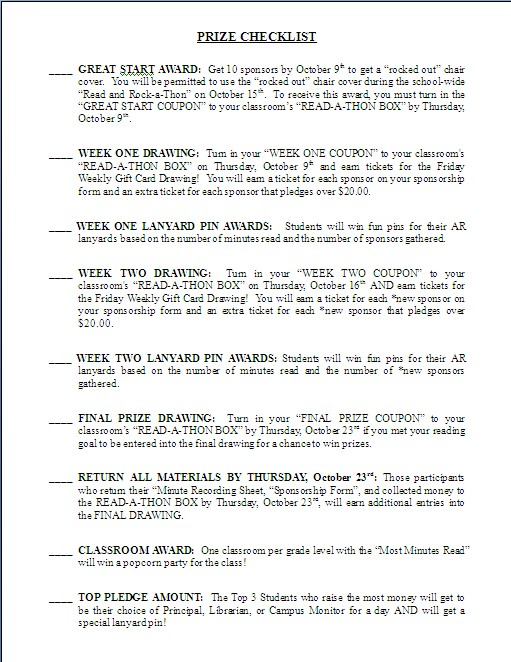 PRIZE CHECKLIST
____ GREAT START AWARD: Get 10 sponsors by October 9th to get a “rocked out” chair
cover. You will be permitted to use the “rocked out” chair cover during the school-wide
“Read and Rock-a-Thon” on October 15th. To receive this award, you must turn in the
“GREAT START COUPON” to your classroom’s “READ-A-THON BOX” by Thursday,
October 9th.
____ WEEK ONE DRAWING: Turn in your “WEEK ONE COUPON” to your classroom’s
“READ-A-THON BOX” on Thursday, October 9th and earn tickets for the Friday
Weekly Gift Card Drawing! You will earn a ticket for each sponsor on your sponsorship
form and an extra ticket for each sponsor that pledges over $20.00.
____ WEEK ONE LANYARD PIN AWARDS: Students will win fun pins for their AR
lanyards based on the number of minutes read and the number of sponsors gathered.
____ WEEK TWO DRAWING: Turn in your “WEEK TWO COUPON” to your
classroom’s “READ-A-THON BOX” on Thursday, October 16th AND earn tickets for
the Friday Weekly Gift Card Drawing! You will earn a ticket for each *new sponsor on
your sponsorship form and an extra ticket for each *new sponsor that pledges over
$20.00.
____ WEEK TWO LANYARD PIN AWARDS: Students will win fun pins for their AR
lanyards based on the number of minutes read and the number of *new sponsors
gathered.
____ FINAL PRIZE DRAWING: Turn in your “FINAL PRIZE COUPON” to your
classroom’s “READ-A-THON BOX” by Thursday, October 23rd if you met your reading
goal to be entered into the final drawing for a chance to win prizes.
____ RETURN ALL MATERIALS BY THURSDAY, October 23rd: Those participants
who return their “Minute Recording Sheet, “Sponsorship Form”, and collected money to
the READ-A-THON BOX by Thursday, October 23rd, will earn additional entries into
the FINAL DRAWING.
____ CLASSROOM AWARD: One classroom per grade level with the “Most Minutes Read”
will win a popcorn party for the class!
____ TOP PLEDGE AMOUNT: The Top 3 Students who raise the most money will get to
be their choice of Principal, Librarian, or Campus Monitor for a day AND will get a
special lanyard pin!